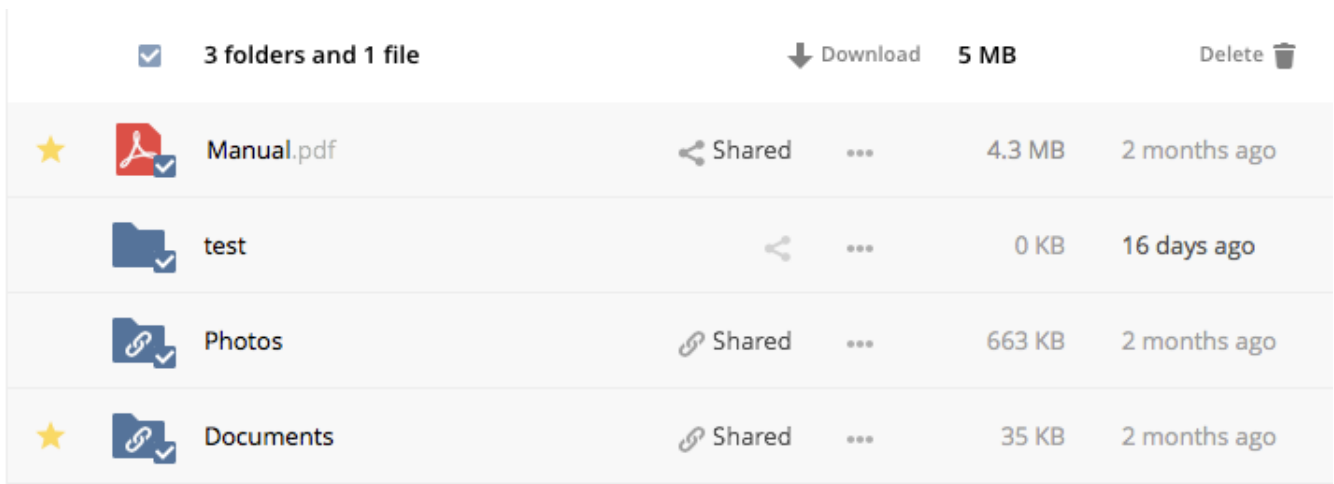 3 folders and 1 file Download 5 MB Delete
Manual.pdf Shared ... 4.3 MB 2 months ago
test ... 0 KB 16 days ago
Photos Shared ... 663 KB 2 months ago
Documents Shared ... 35 KB 2 months ago